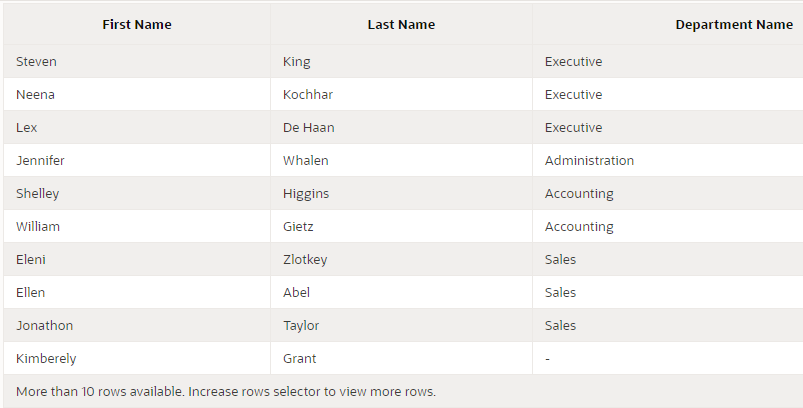 First Name Last Name Department Name
Steven King Executive
Neena Kochhar Executive
Lex De Haan Executive
Jennifer Whalen Administration
Shelley Higgins Accounting
William Gietz Accounting
Eleni Zlotkey Sales
Ellen Abel Sales
Jonathon Taylor Sales
Kimberely Grant -
More than 10 rows available. Increase rows selector to view more rows.